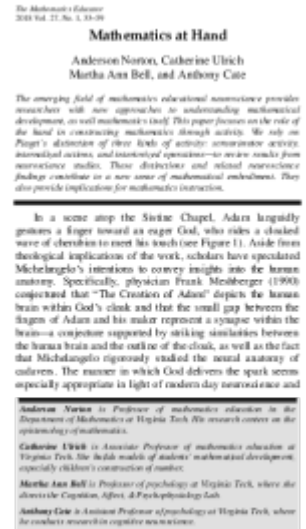 The Mathematics Educator
2018 Vol. 27, No. 1, 33–59
Mathematics at Hand
Anderson Norton, Catherine Ulrich
Martha Ann Bell, and Anthony Cate
The emerging field of mathematics educational neuroscience provides
researchers with new approaches to understanding mathematical
development, as well mathematics itself. This paper focuses on the role of
the hand in constructing mathematics through activity. We rely on
Piaget's distinction of three kinds of activity: sensorimotor activity,
internalized actions, and interiorized operations—to review results from
neuroscience studies. These distinctions and related neuroscience
findings contribute to a new sense of mathematical embodiment. They
also provide implications for mathematics instruction.
In a scene atop the Sistine Chapel, Adam languidly
gestures a finger toward an eager God, who rides a cloaked
wave of cherubim to meet his touch (see Figure 1). Aside from
theological implications of the work, scholars have speculated
Michelangelo's intentions to convey insights into the human
anatomy. Specifically, physician Frank Meshberger (1990)
conjectured that "The Creation of Adam" depicts the human
brain within God's cloak and that the small gap between the
fingers of Adam and his maker represent a synapse within the
brain—a conjecture supported by striking similarities between
the human brain and the outline of the cloak, as well as the fact
that Michelangelo rigorously studied the neural anatomy of
cadavers. The manner in which God delivers the spark seems
especially appropriate in light of modern day neuroscience and
Anderson Norton is Professor of mathematics education in the
Department of Mathematics at Virginia Tech. His research centers on the
epistemology of mathematics.
Catherine Ulrich is Associate Professor of mathematics education at
Virginia Tech. She builds models of students' mathematical development,
especially children's construction of number.
Martha Ann Bell is Professor of psychology at Virginia Tech, where she
directs the Cognition, Affect, & Psychophysiology Lab.
Anthony Cate is Assistant Professor of psychology at Virginia Tech, where
he conducts research in cognitive neuroscience.